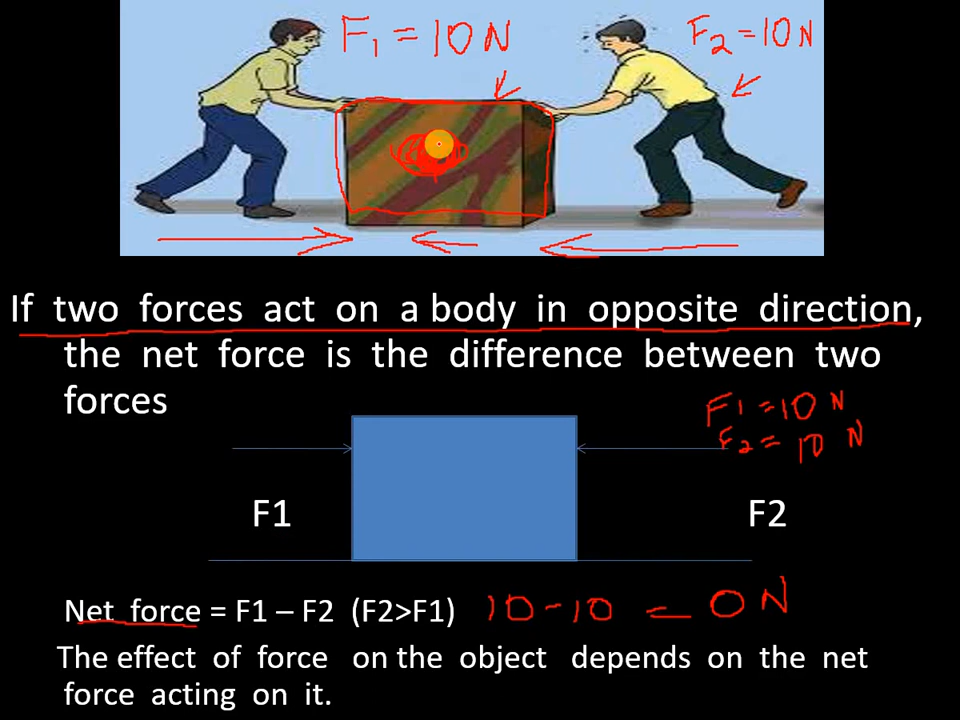 F1 = 10 N
F2 = 10 N
If two forces act on a body in opposite direction,
the net force is the difference between two
forces
F1 = 10 N
F2 = 10 N
F1
F2
Net force = F1 – F2 (F2>F1) 10 - 10 = 0 N
The effect of force on the object depends on the net
force acting on it.